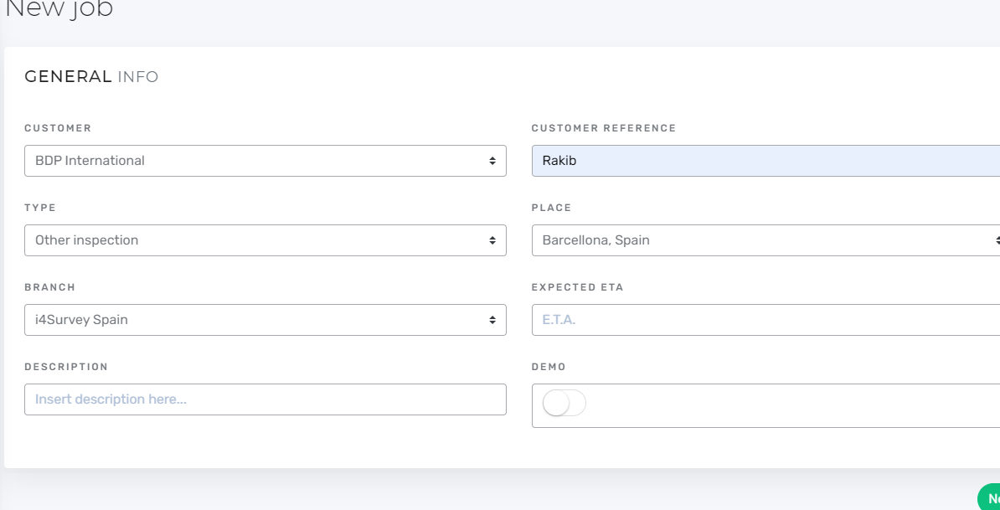 New job
GENERAL INFO
CUSTOMER
BDP International
CUSTOMER REFERENCE
Rakib
TYPE
Other inspection
PLACE
Barcellona, Spain
BRANCH
i4Survey Spain
EXPECTED ETA
E.T.A.
DESCRIPTION
Insert description here...
DEMO